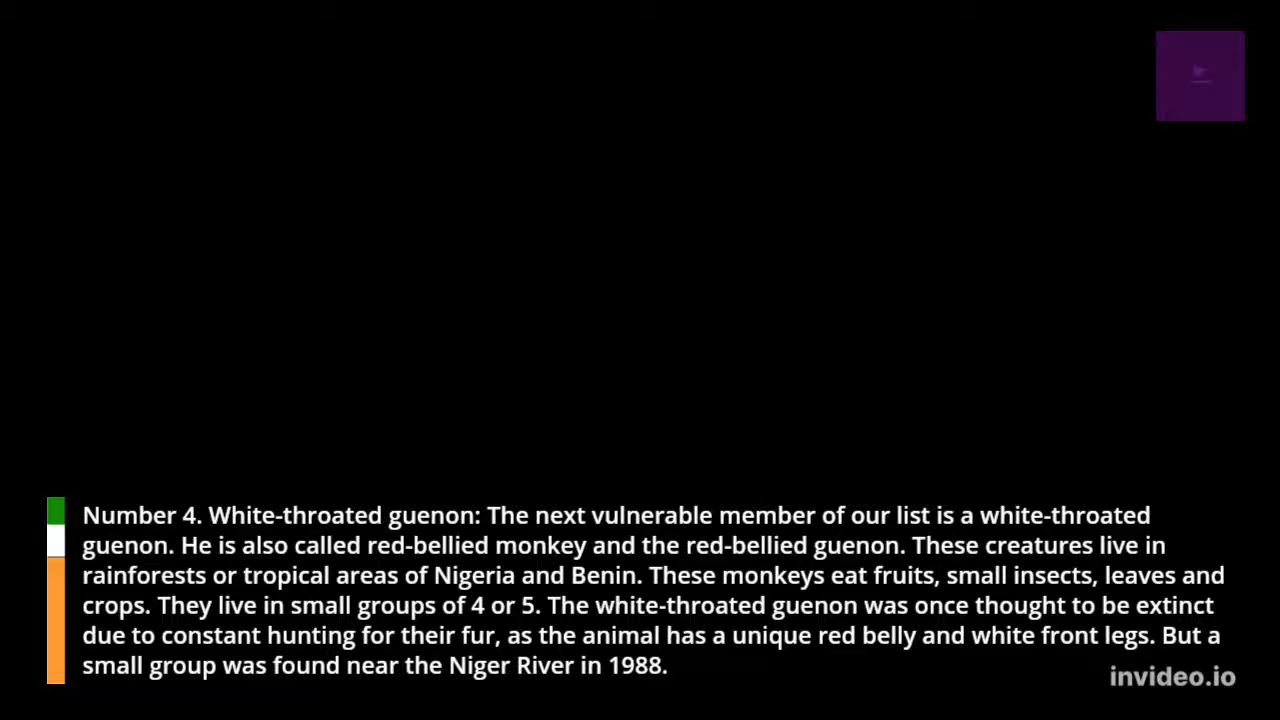 Number 4. White-throated guenon: The next vulnerable member of our list is a white-throated
guenon. He is also called red-bellied monkey and the red-bellied guenon. These creatures live in
rainforests or tropical areas of Nigeria and Benin. These monkeys eat fruits, small insects, leaves and
crops. They live in small groups of 4 or 5. The white-throated guenon was once thought to be extinct
due to constant hunting for their fur, as the animal has a unique red belly and white front legs. But a
small group was found near the Niger River in 1988.
invideo.io